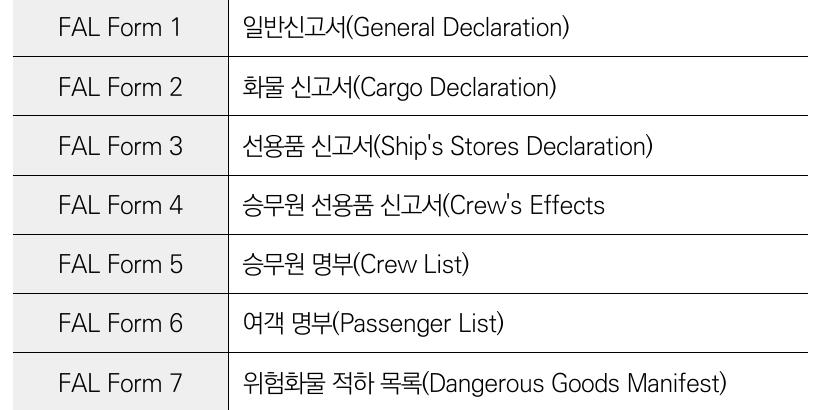 FAL Form 1 일반신고서(General Declaration)
FAL Form 2 화물 신고서(Cargo Declaration)
FAL Form 3 선용품 신고서(Ship's Stores Declaration)
FAL Form 4 승무원 선용품 신고서(Crew's Effects
FAL Form 5 승무원 명부(Crew List)
FAL Form 6 여객 명부(Passenger List)
FAL Form 7 위험화물 적하 목록(Dangerous Goods Manifest)